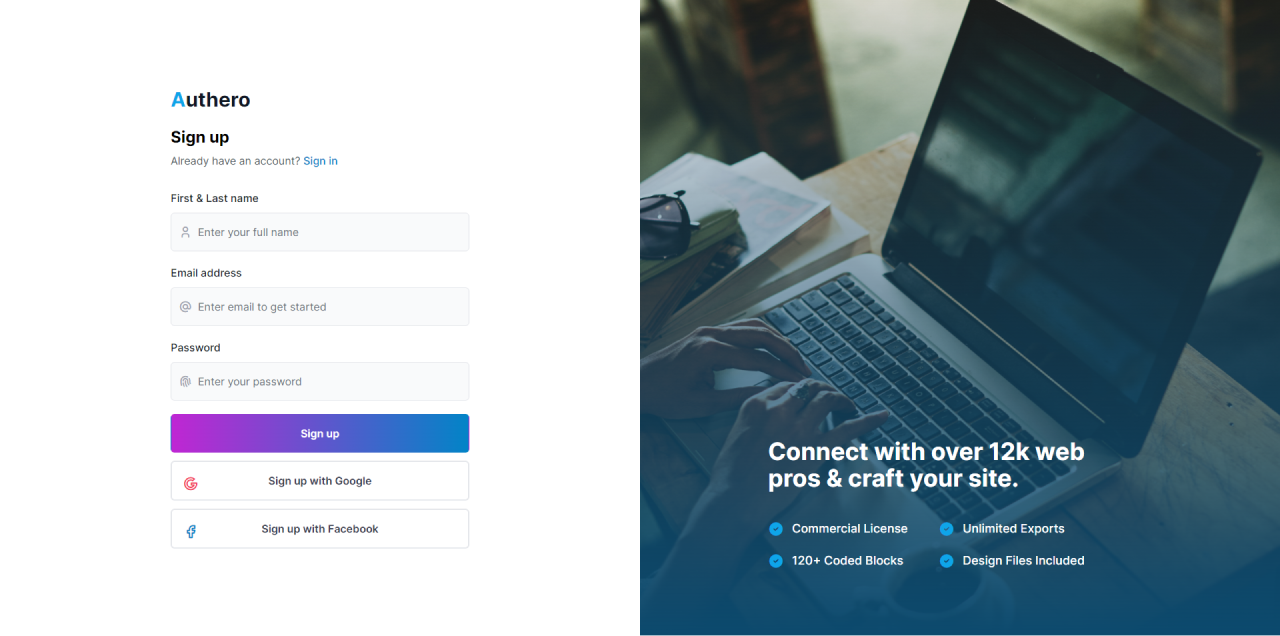 Authero
Sign up
Already have an account? Sign in
First & Last name
Enter your full name
Email address
Enter email to get started
Password
Enter your password
Sign up
Sign up with Google
Sign up with Facebook
Connect with over 12k web
pros & craft your site.
Commercial License
Unlimited Exports
120+ Coded Blocks
Design Files Included